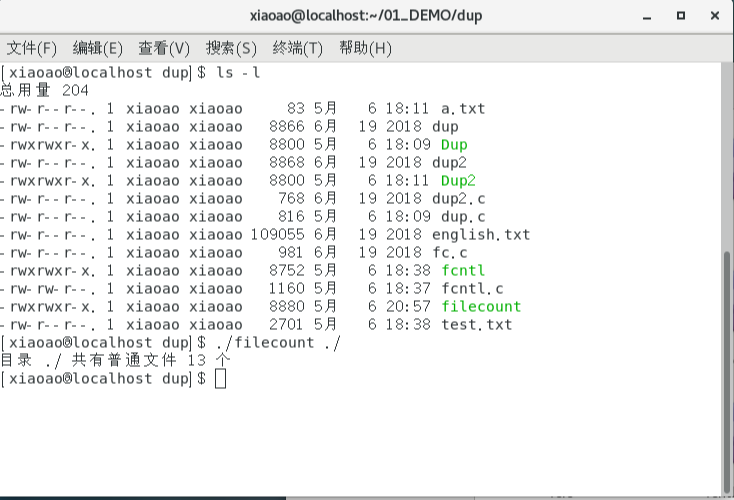 xiaoao@localhost:~/01_DEMO/dup
文件(F) 编辑(E) 查看(V) 搜索(S) 终端(T) 帮助(H)
[xiaoao@localhost dup]$ ls -l
总用量 204
-rw-r--r--. 1 xiaoao xiaoao     83 5月   6 18:11 a.txt
-rw-r--r--. 1 xiaoao xiaoao   8866 6月  19 2018 dup
-rwxrwxr-x. 1 xiaoao xiaoao   8800 5月   6 18:09 Dup
-rw-r--r--. 1 xiaoao xiaoao   8868 6月  19 2018 dup2
-rwxrwxr-x. 1 xiaoao xiaoao   8800 5月   6 18:11 Dup2
-rw-r--r--. 1 xiaoao xiaoao    768 6月  19 2018 dup2.c
-rw-r--r--. 1 xiaoao xiaoao    816 5月   6 18:09 dup.c
-rw-r--r--. 1 xiaoao xiaoao 109055 6月  19 2018 english.txt
-rw-r--r--. 1 xiaoao xiaoao    981 6月  19 2018 fc.c
-rwxrwxr-x. 1 xiaoao xiaoao   8752 5月   6 18:38 fcntl
-rw-rw-r--. 1 xiaoao xiaoao   1160 5月   6 18:37 fcntl.c
-rwxrwxr-x. 1 xiaoao xiaoao   8880 5月   6 20:57 filecount
-rw-r--r--. 1 xiaoao xiaoao   2701 5月   6 18:38 test.txt
[xiaoao@localhost dup]$ ./filecount ./
目录 ./ 共有普通文件 13 个
[xiaoao@localhost dup]$